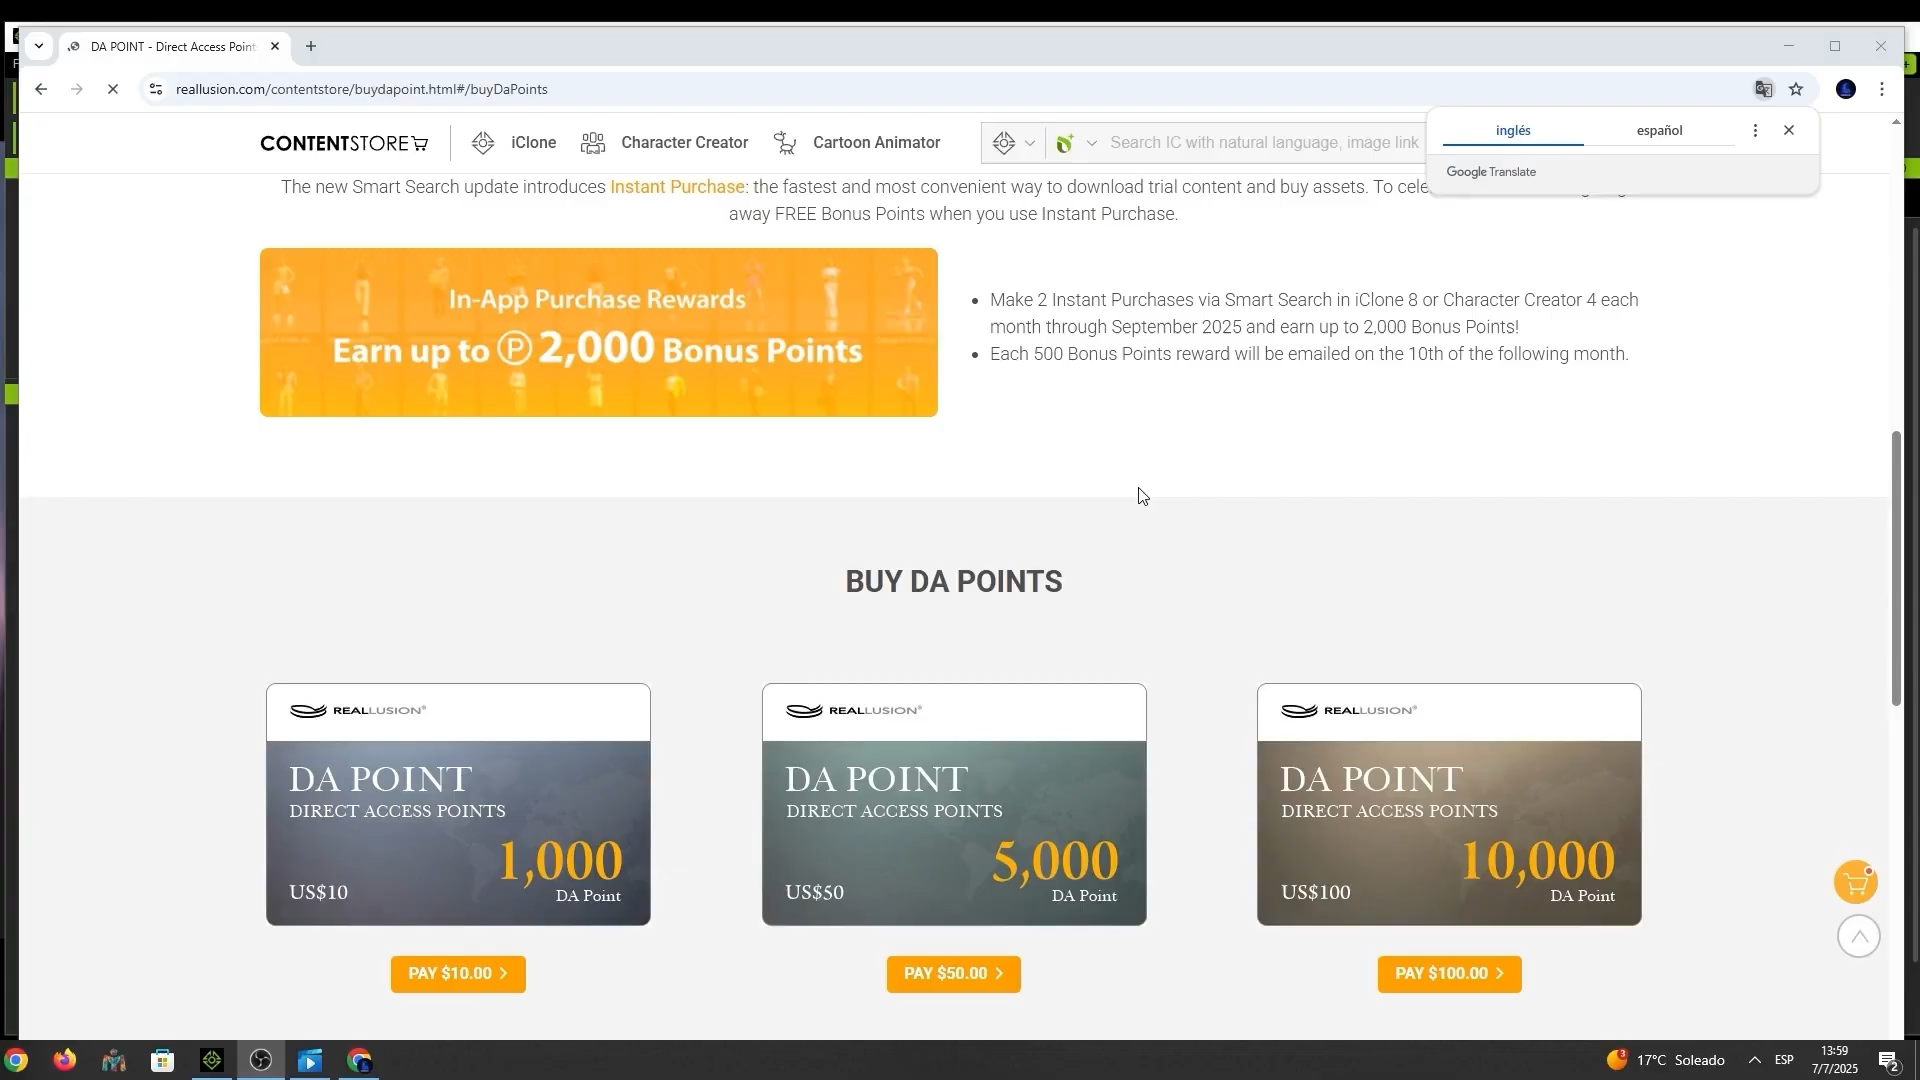 DA POINT - Direct Access Point
reallusion.com/contentstore/buydapoint.html#/buyDaPoints
CONTENTSTORE
iClone
Character Creator
Cartoon Animator
Search IC with natural language, image link
inglés
español
Google Translate
The new Smart Search update introduces Instant Purchase: the fastest and most convenient way to download trial content and buy assets. To cele
away FREE Bonus Points when you use Instant Purchase.
In-App Purchase Rewards
Earn up to Ⓟ 2,000 Bonus Points
• Make 2 Instant Purchases via Smart Search in iClone 8 or Character Creator 4 each
month through September 2025 and earn up to 2,000 Bonus Points!
• Each 500 Bonus Points reward will be emailed on the 10th of the following month.
BUY DA POINTS
REALLUSION®
DA POINT
DIRECT ACCESS POINTS
1,000
US$10
DA Point
PAY $10.00 >
REALLUSION®
DA POINT
DIRECT ACCESS POINTS
5,000
US$50
DA Point
PAY $50.00 >
REALLUSION®
DA POINT
DIRECT ACCESS POINTS
10,000
US$100
DA Point
PAY $100.00 >
3
17°C Soleado
ESP
13:59
7/7/2025
2